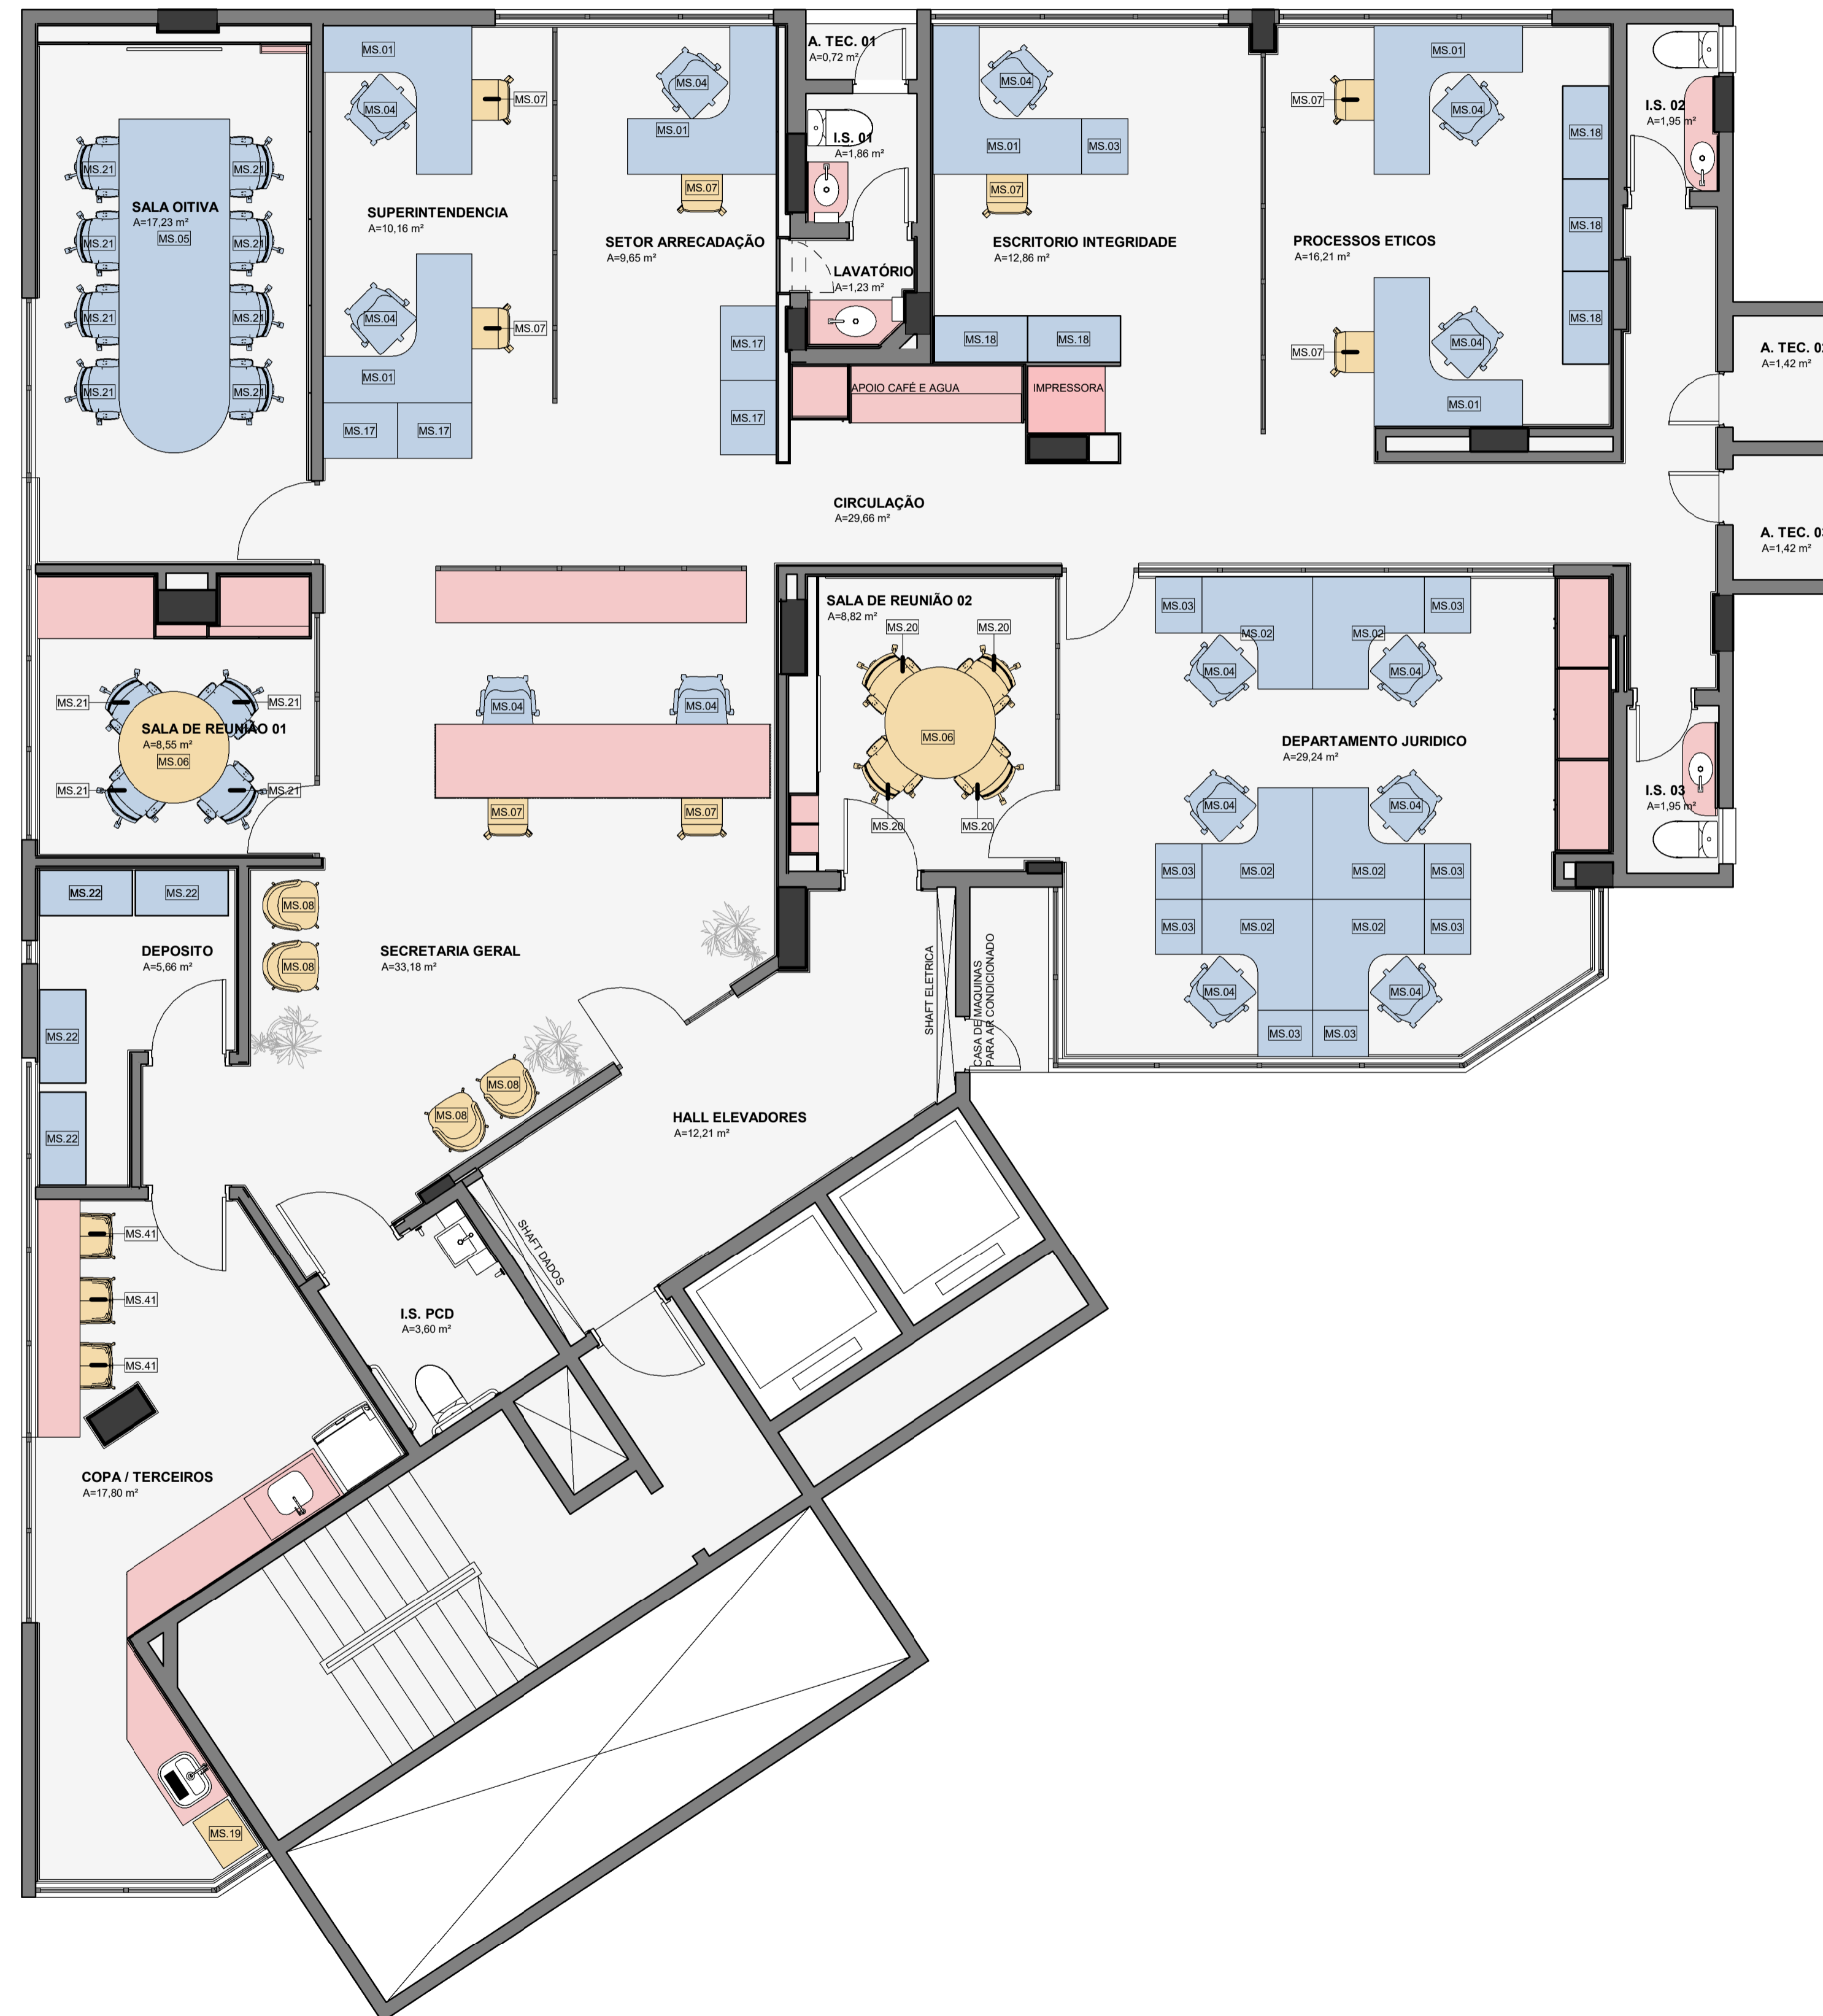 SALA OITIVA
A=17,23 m²
MS.05
MS.21
MS.21
MS.21
MS.21
MS.21
MS.21
MS.21
MS.21
SUPERINTENDENCIA
A=10,16 m²
MS.01
MS.04
MS.07
MS.04
MS.07
MS.01
MS.17
MS.17
SETOR ARRECADAÇÃO
A=9,65 m²
MS.04
MS.01
MS.07
MS.17
MS.17
A. TEC. 01
A=0,72 m²
I.S. 01
A=1,86 m²
LAVATÓRIO
A=1,23 m²
ESCRITORIO INTEGRIDADE
A=12,86 m²
MS.04
MS.01
MS.03
MS.07
MS.18
MS.18
APOIO CAFÉ E AGUA
IMPRESSORA
PROCESSOS ETICOS
A=16,21 m²
MS.01
MS.07
MS.04
MS.18
MS.18
MS.18
MS.07
MS.04
MS.01
I.S. 02
A=1,95 m²
A. TEC. 02
A=1,42 m²
A. TEC. 03
A=1,42 m²
CIRCULAÇÃO
A=29,66 m²
SALA DE REUNIÃO 01
A=8,55 m²
MS.06
MS.21
MS.21
MS.21
MS.21
MS.04
MS.04
MS.07
MS.07
SALA DE REUNIÃO 02
A=8,82 m²
MS.20
MS.20
MS.06
MS.20
MS.20
DEPARTAMENTO JURIDICO
A=29,24 m²
MS.03
MS.02
MS.02
MS.03
MS.04
MS.04
MS.04
MS.04
MS.03
MS.02
MS.02
MS.03
MS.03
MS.02
MS.02
MS.03
MS.04
MS.04
MS.03
MS.03
I.S. 03
A=1,95 m²
DEPOSITO
A=5,66 m²
MS.22
MS.22
MS.22
MS.22
SECRETARIA GERAL
A=33,18 m²
MS.08
MS.08
MS.08
MS.08
SHAFT ELETRICA
CASA DE MAQUINAS
PARA AR CONDICIONADO
HALL ELEVADORES
A=12,21 m²
SHAFT DADOS
I.S. PCD
A=3,60 m²
MS.41
MS.41
MS.41
COPA / TERCEIROS
A=17,80 m²
MS.19